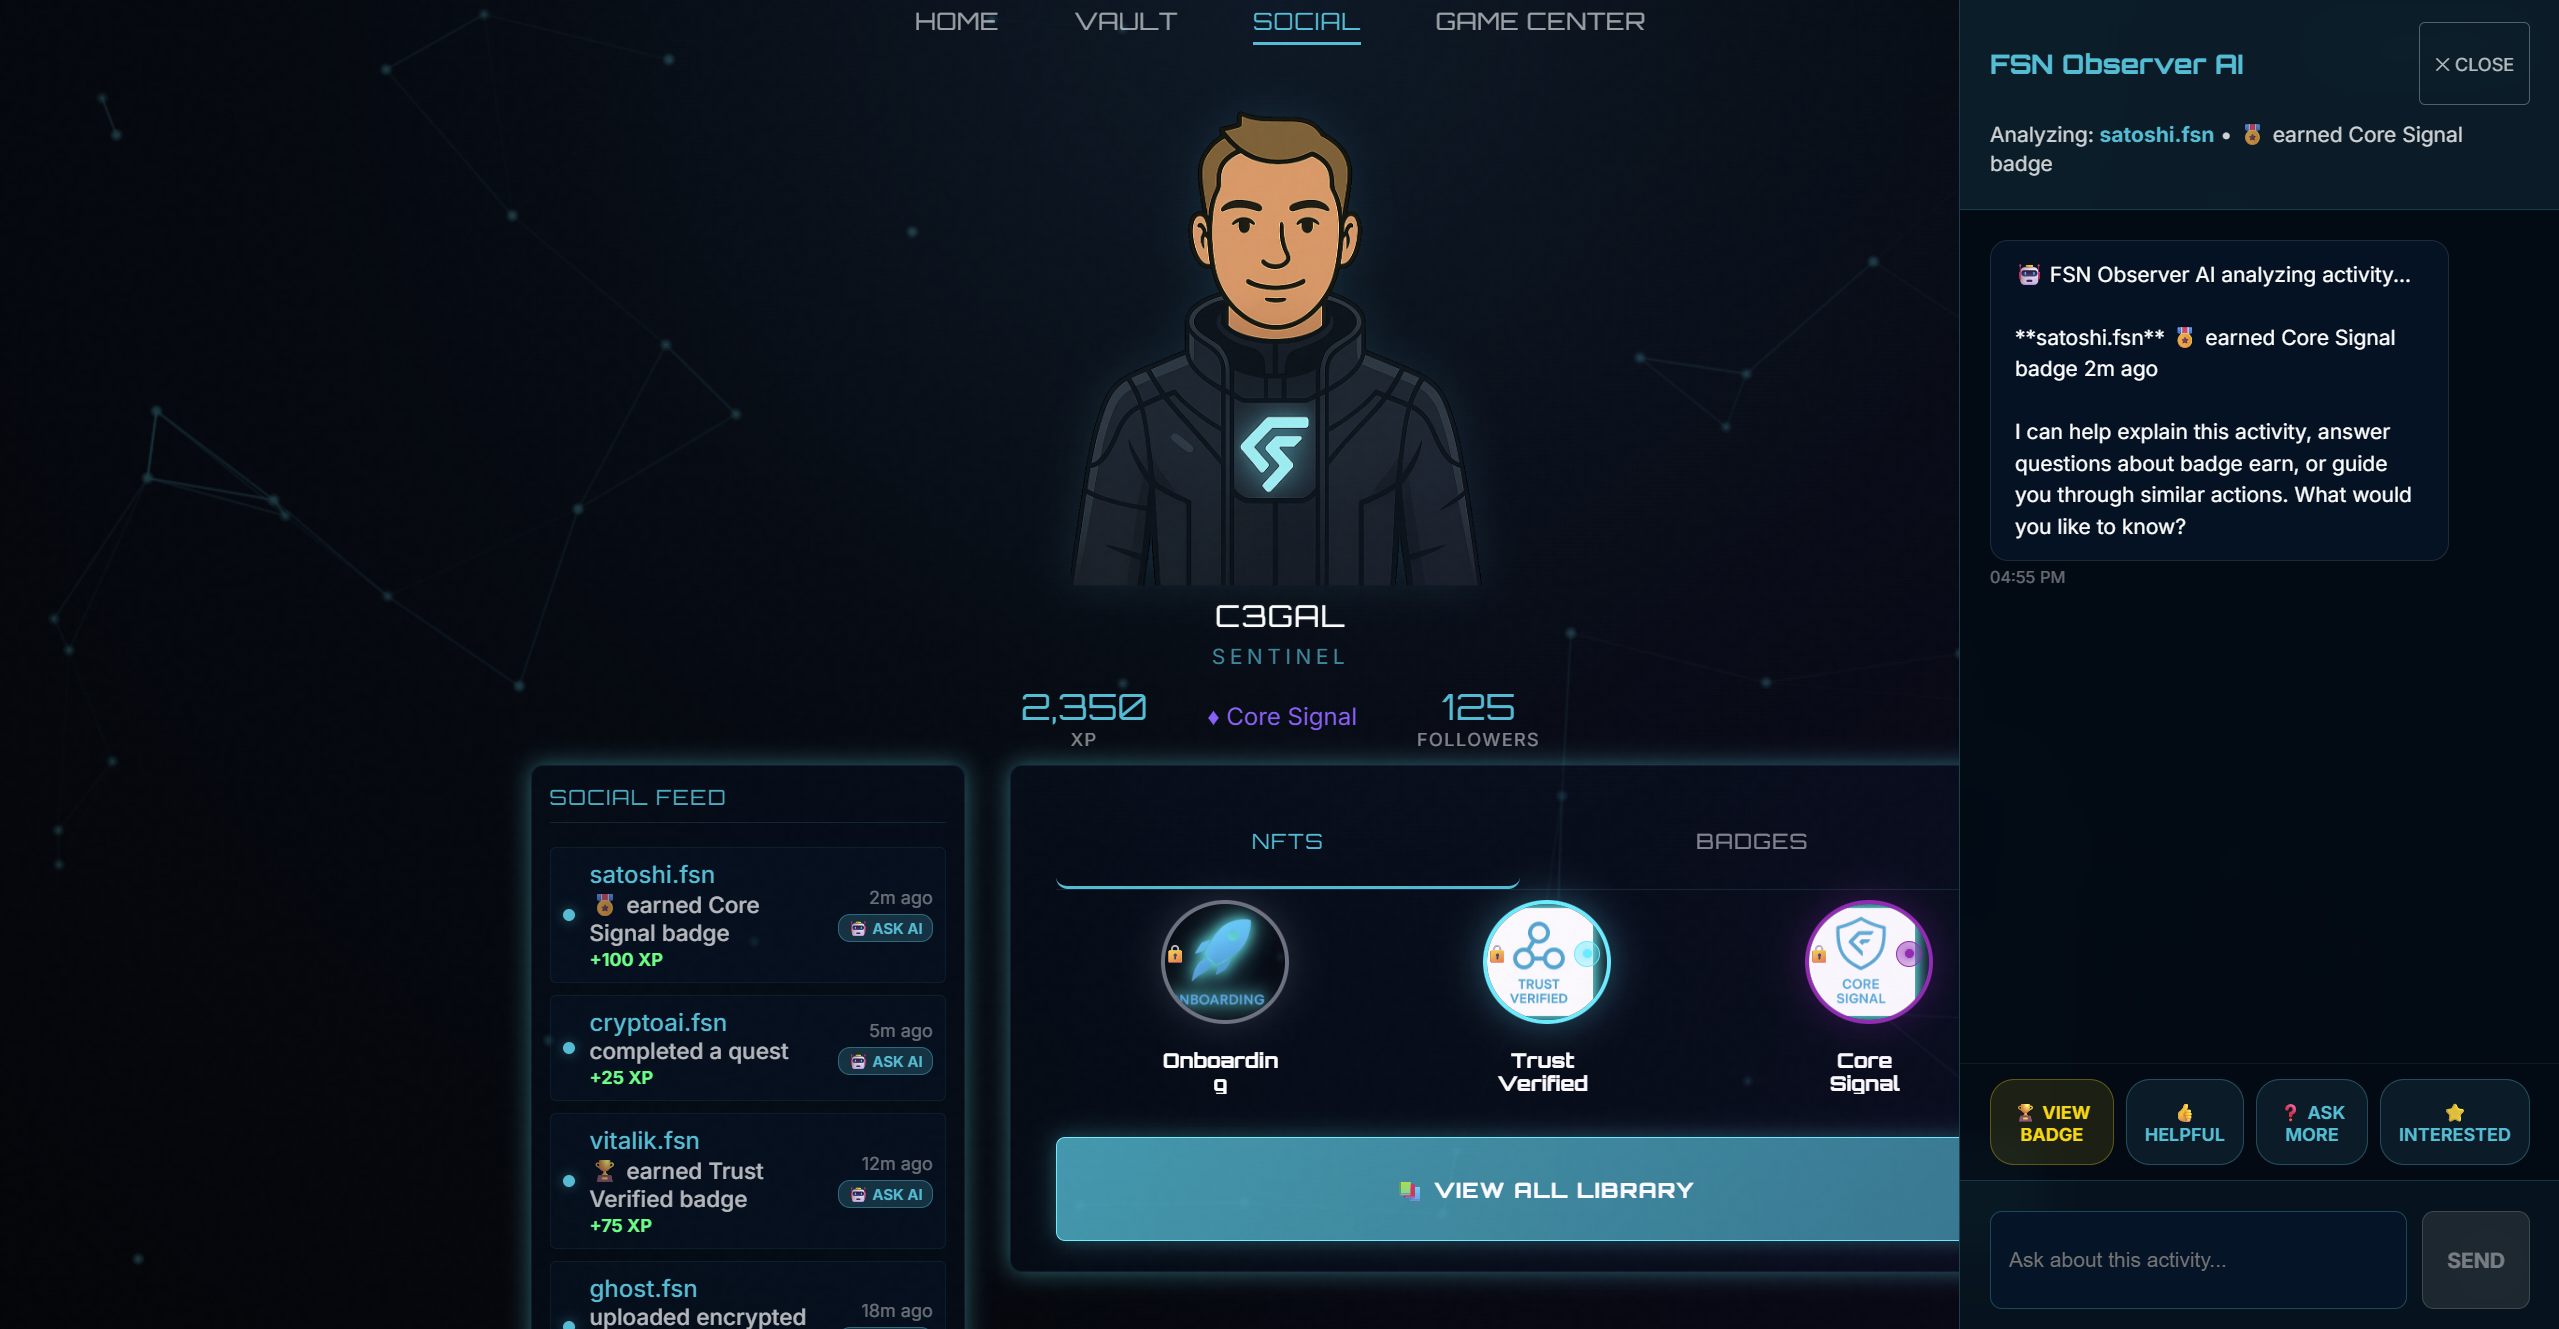 HOME VAULT SOCIAL GAME CENTER
C3GAL
SENTINEL
2,350
XP
♦ Core Signal
125
FOLLOWERS
SOCIAL FEED
satoshi.fsn
🏅 earned Core
Signal badge
+100 XP
2m ago
🤖 ASK AI
cryptoai.fsn
completed a quest
+25 XP
5m ago
🤖 ASK AI
vitalik.fsn
🏆 earned Trust
Verified badge
+75 XP
12m ago
🤖 ASK AI
ghost.fsn
uploaded encrypted
18m ago
NFTS
BADGES
NBOARDING
Onboardin
g
TRUST
VERIFIED
Trust
Verified
CORE
SIGNAL
Core
Signal
VIEW ALL LIBRARY
FSN Observer AI
✕ CLOSE
Analyzing: satoshi.fsn • 🏅 earned Core Signal
badge
🤖 FSN Observer AI analyzing activity...
**satoshi.fsn** 🏅 earned Core Signal
badge 2m ago
I can help explain this activity, answer
questions about badge earn, or guide
you through similar actions. What would
you like to know?
04:55 PM
🏆 VIEW
BADGE
👍
HELPFUL
❓ ASK
MORE
⭐
INTERESTED
Ask about this activity...
SEND